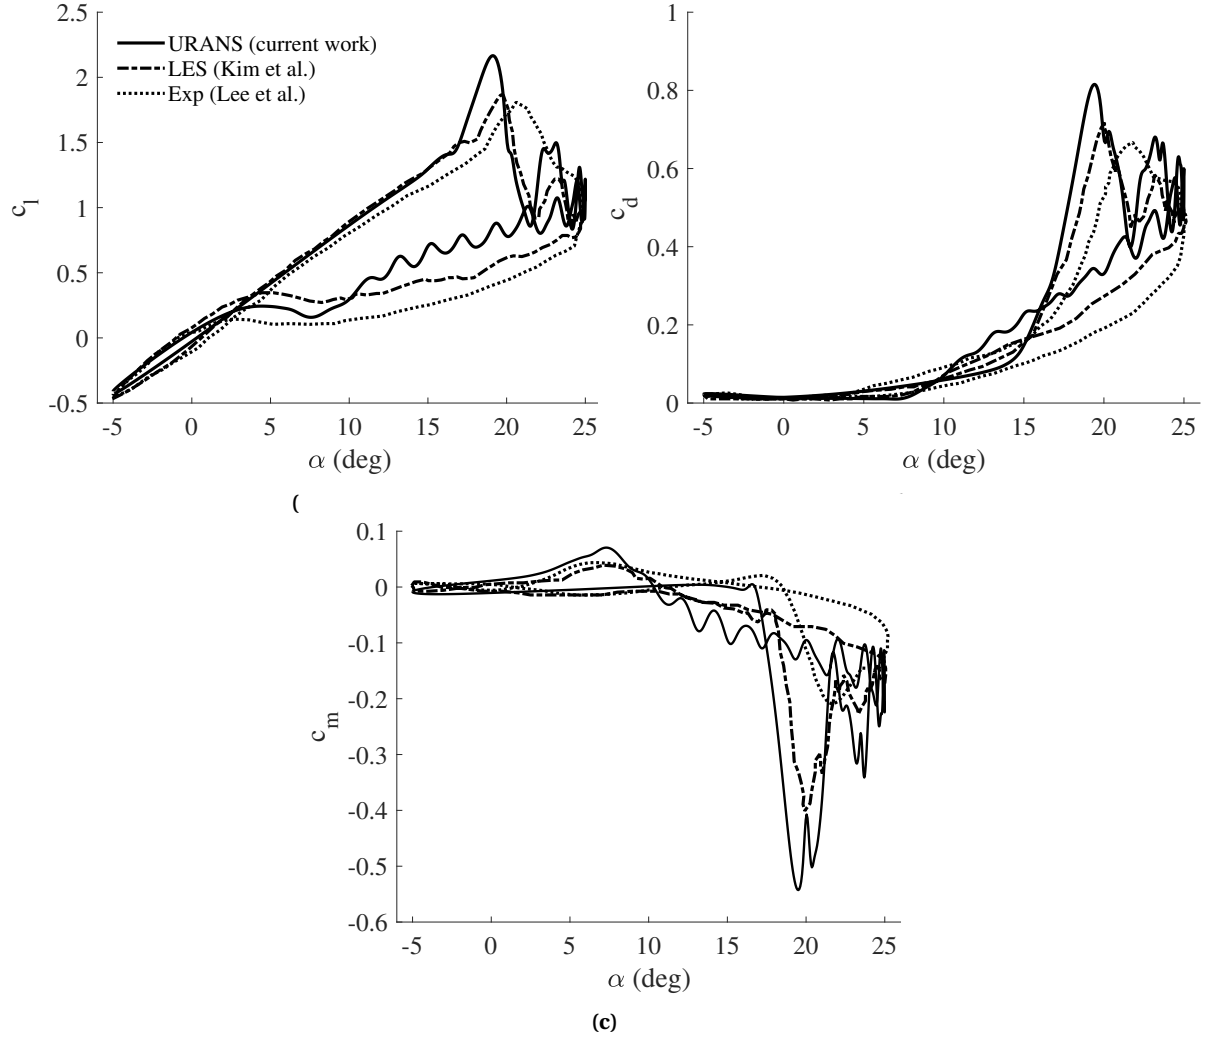 2.5
2
1.5
1
0.5
0
-0.5
c_l
URANS (current work)
LES (Kim et al.)
Exp (Lee et al.)
-5 0 5 10 15 20 25
α (deg)
(
1
0.8
0.6
0.4
0.2
0
c_d
-5 0 5 10 15 20 25
α (deg)
0.1
0
-0.1
-0.2
-0.3
-0.4
-0.5
-0.6
c_m
-5 0 5 10 15 20 25
α (deg)
(c)